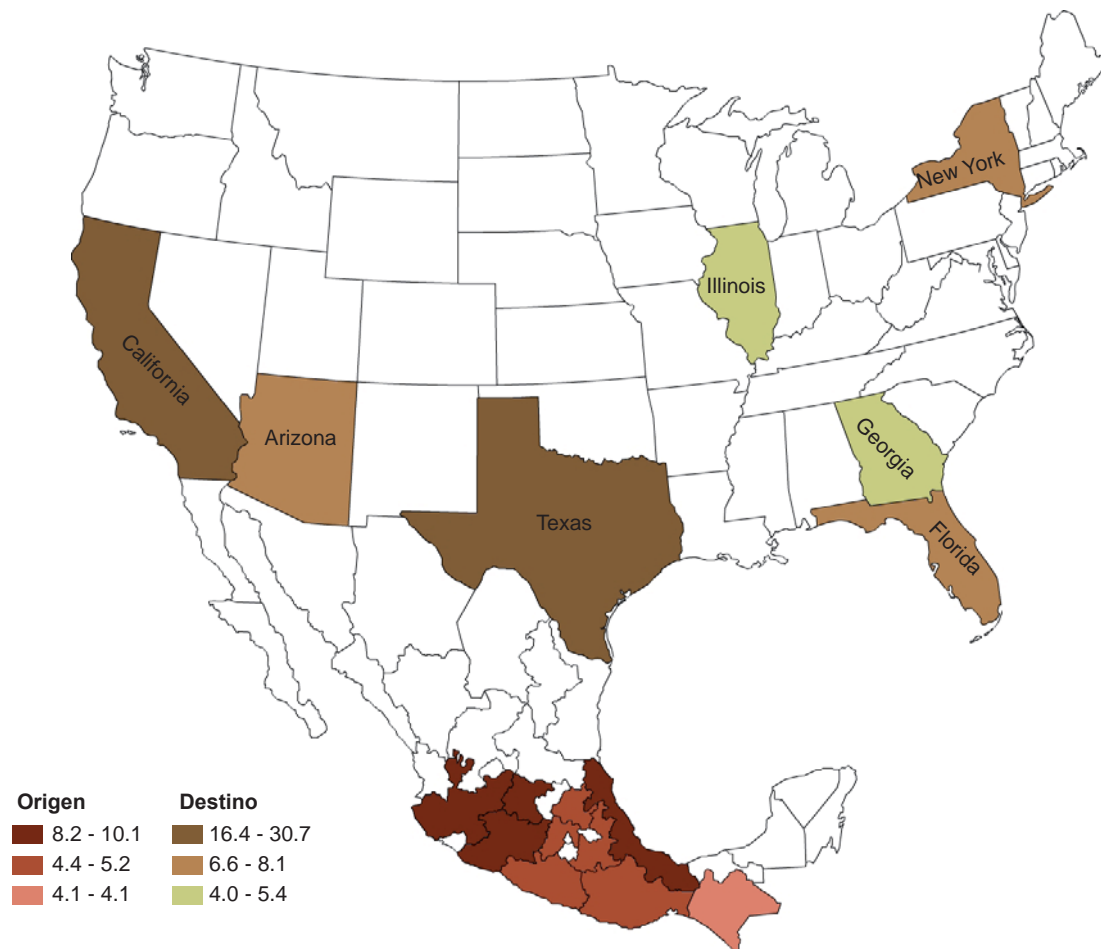 New York
Illinois
California
Arizona
Georgia
Texas
Florida
Origen
Destino
8.2 - 10.1
16.4 - 30.7
4.4 - 5.2
6.6 - 8.1
4.1 - 4.1
4.0 - 5.4